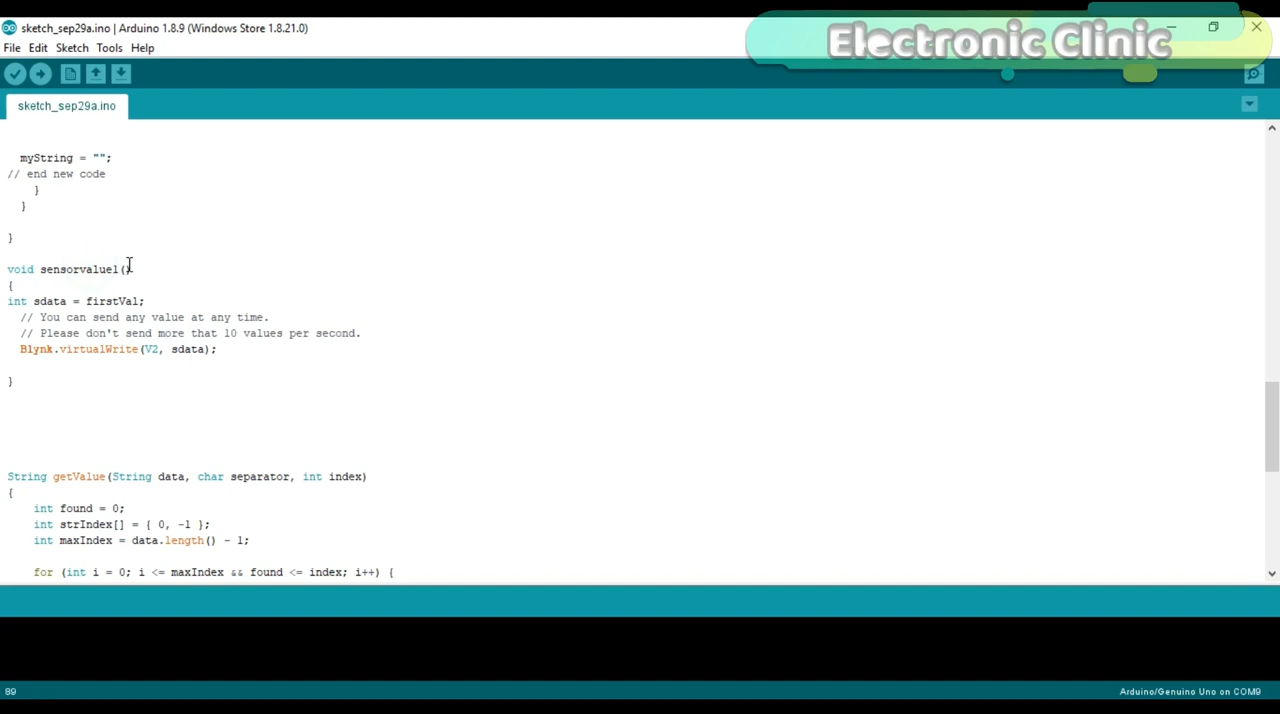 sketch_sep29a.ino | Arduino 1.8.9 (Windows Store 1.8.21.0)
Electronic Clinic
File Edit Sketch Tools Help
sketch_sep29a.ino
myString = "";
// end new code
}
}
}
void sensorvalue1()
{
int sdata = firstVal;
// You can send any value at any time.
// Please don't send more that 10 values per second.
Blynk.virtualWrite(V2, sdata);
}
String getValue(String data, char separator, int index)
{
int found = 0;
int strIndex[] = { 0, -1 };
int maxIndex = data.length() - 1;
for (int i = 0; i <= maxIndex && found <= index; i++) {
89
Arduino/Genuino Uno on COM9